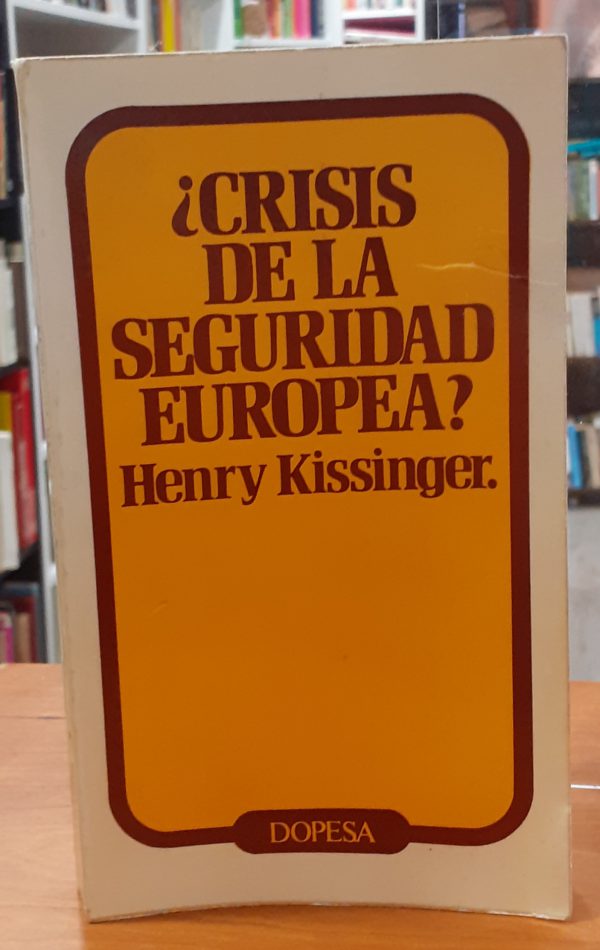 ¿CRISIS
DE LA
SEGURIDAD
EUROPEA?
Henry Kissinger.
DOPESA